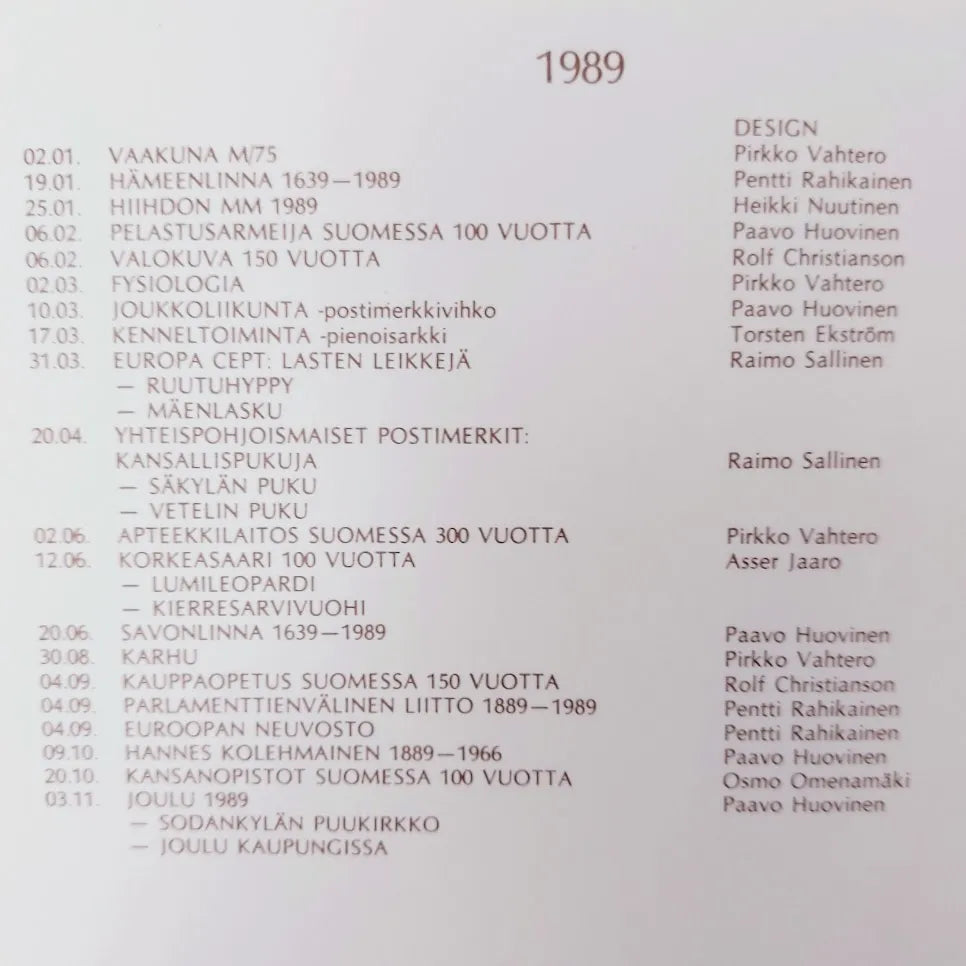 1989
DESIGN
02.01. VAAKUNA M/75 Pirkko Vahtero
19.01. HÄMEENLINNA 1639—1989 Pentti Rahikainen
25.01. HIIHDON MM 1989 Heikki Nuutinen
06.02. PELASTUSARMEIJA SUOMESSA 100 VUOTTA Paavo Huovinen
06.02. VALOKUVA 150 VUOTTA Rolf Christianson
02.03. FYSIOLOGIA Pirkko Vahtero
10.03. JOUKKOLIIKUNTA -postimerkkivihko Paavo Huovinen
17.03. KENNELTOIMINTA -pienoisarkki Torsten Ekström
31.03. EUROPA CEPT: LASTEN LEIKKEJÄ Raimo Sallinen
— RUUTUHYPPY
— MÄENLASKU
20.04. YHTEISPOHJOISMAISET POSTIMERKIT:
KANSALLISPUKUJA Raimo Sallinen
— SÄKYLÄN PUKU
— VETELIN PUKU
02.06. APTEEKKILAITOS SUOMESSA 300 VUOTTA Pirkko Vahtero
12.06. KORKEASAARI 100 VUOTTA Asser Jaaro
— LUMILEOPARDI
— KIERRESARVIVUOHI
20.06. SAVONLINNA 1639—1989 Paavo Huovinen
30.08. KARHU Pirkko Vahtero
04.09. KAUPPAOPETUS SUOMESSA 150 VUOTTA Rolf Christianson
04.09. PARLAMENTTIENVÄLINEN LIITTO 1889—1989 Pentti Rahikainen
04.09. EUROOPAN NEUVOSTO Pentti Rahikainen
09.10. HANNES KOLEHMAINEN 1889—1966 Paavo Huovinen
20.10. KANSANOPISTOT SUOMESSA 100 VUOTTA Osmo Omenamäki
03.11. JOULU 1989 Paavo Huovinen
— SODANKYLÄN PUUKIRKKO
— JOULU KAUPUNGISSA